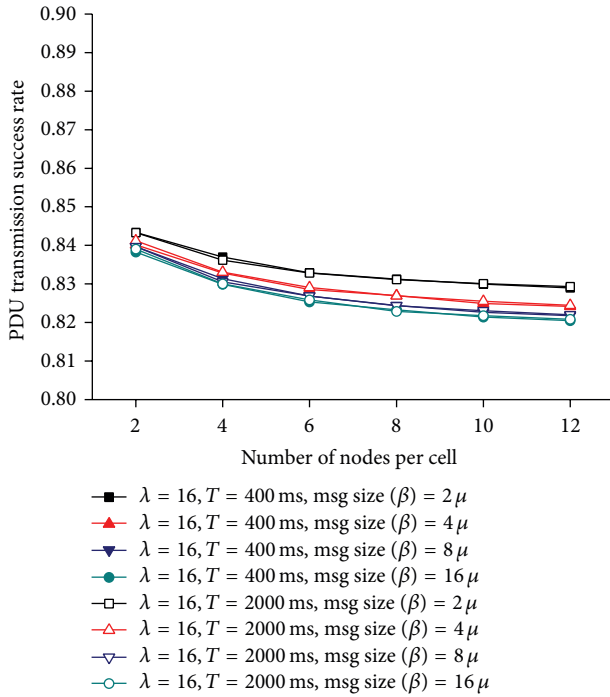 0.90
0.89
0.88
0.87
0.86
0.85
0.84
0.83
0.82
0.81
0.80
PDU transmission success rate
2 4 6 8 10 12
Number of nodes per cell
λ = 16, T = 400 ms, msg size (β) = 2 μ
λ = 16, T = 400 ms, msg size (β) = 4 μ
λ = 16, T = 400 ms, msg size (β) = 8 μ
λ = 16, T = 400 ms, msg size (β) = 16 μ
λ = 16, T = 2000 ms, msg size (β) = 2 μ
λ = 16, T = 2000 ms, msg size (β) = 4 μ
λ = 16, T = 2000 ms, msg size (β) = 8 μ
λ = 16, T = 2000 ms, msg size (β) = 16 μ